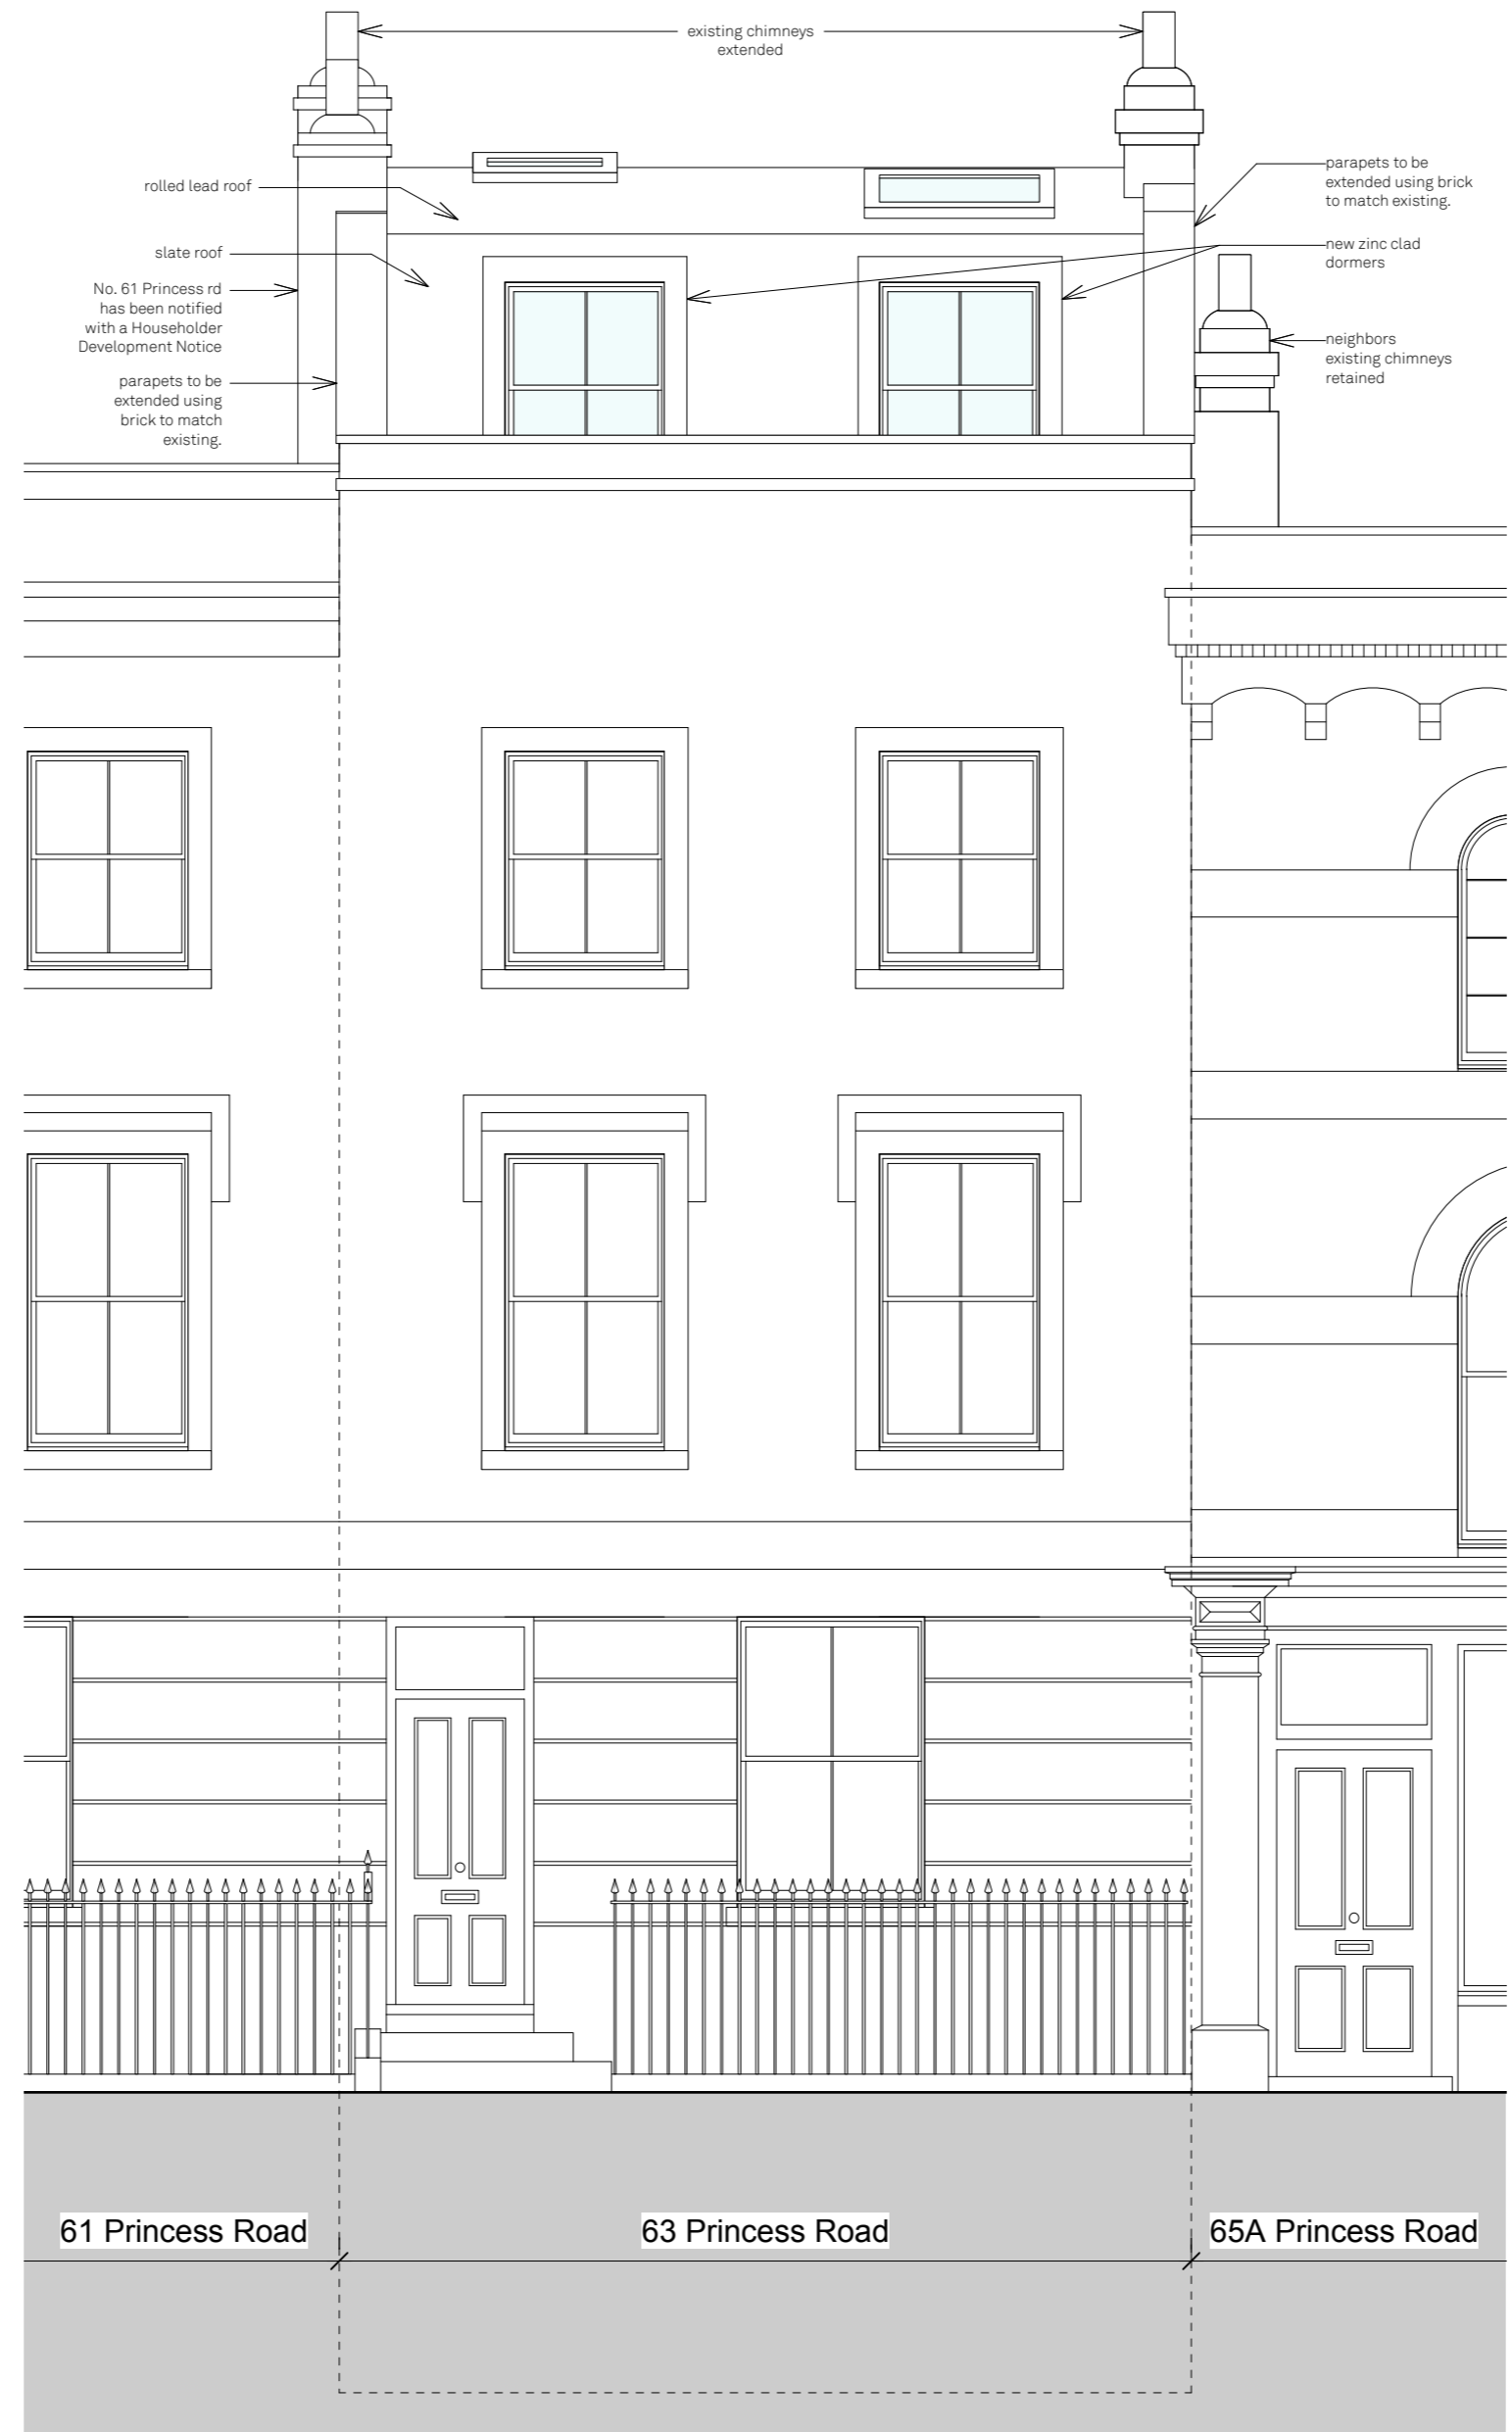 existing chimneys
extended
rolled lead roof
slate roof
No. 61 Princess rd
has been notified
with a Householder
Development Notice
parapets to be
extended using
brick to match
existing.
parapets to be
extended using brick
to match existing.
new zinc clad
dormers
neighbors
existing chimneys
retained
61 Princess Road
63 Princess Road
65A Princess Road